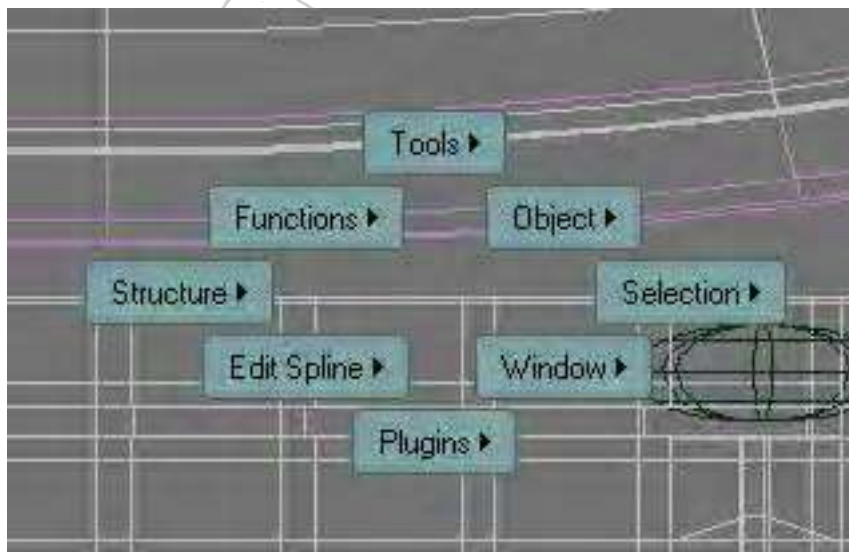 Tools
Functions Object
Structure Selection
Edit Spline Window
Plugins